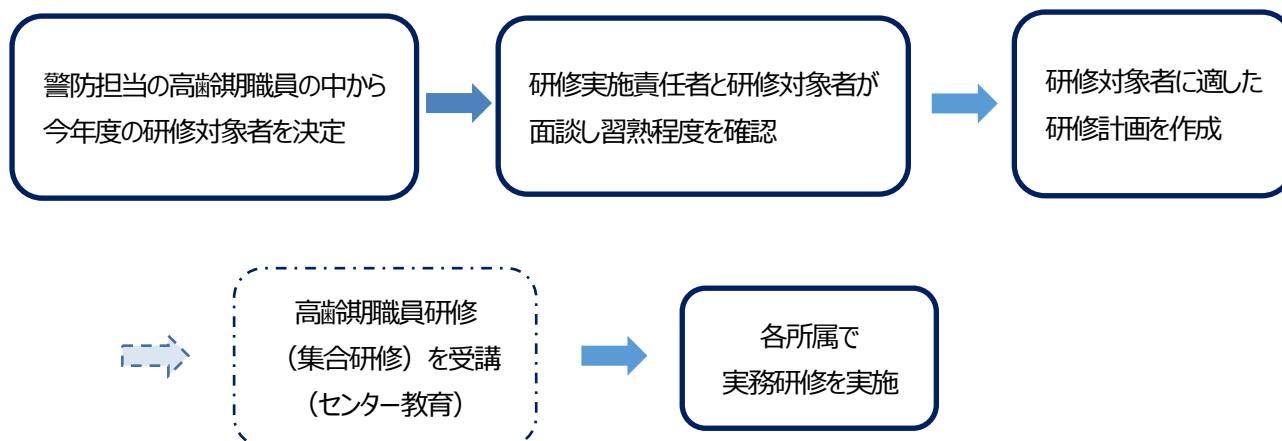 警防担当の高齢期職員の中から
今年度の研修対象者を決定
研修実施責任者と研修対象者が
面談し習熟程度を確認
研修対象者に適した
研修計画を作成
高齢期職員研修
（集合研修）を受講
（センター教育）
各所属で
実務研修を実施